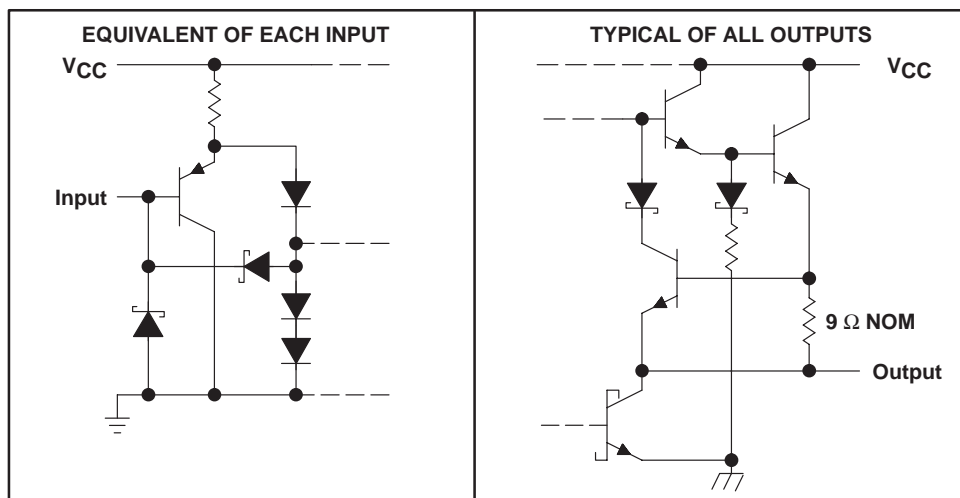 EQUIVALENT OF EACH INPUT
VCC
Input
TYPICAL OF ALL OUTPUTS
VCC
9 Ω NOM
Output